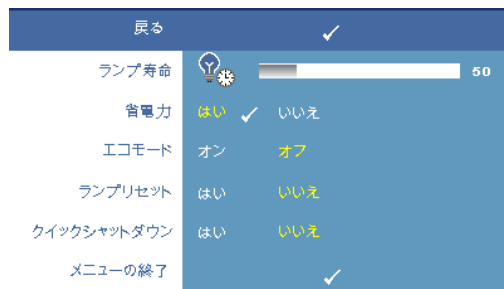 戻る
ランプ寿命 50
省電力 はい いいえ
エコモード オン オフ
ランプリセット はい いいえ
クイックシャットダウン はい いいえ
メニューの終了